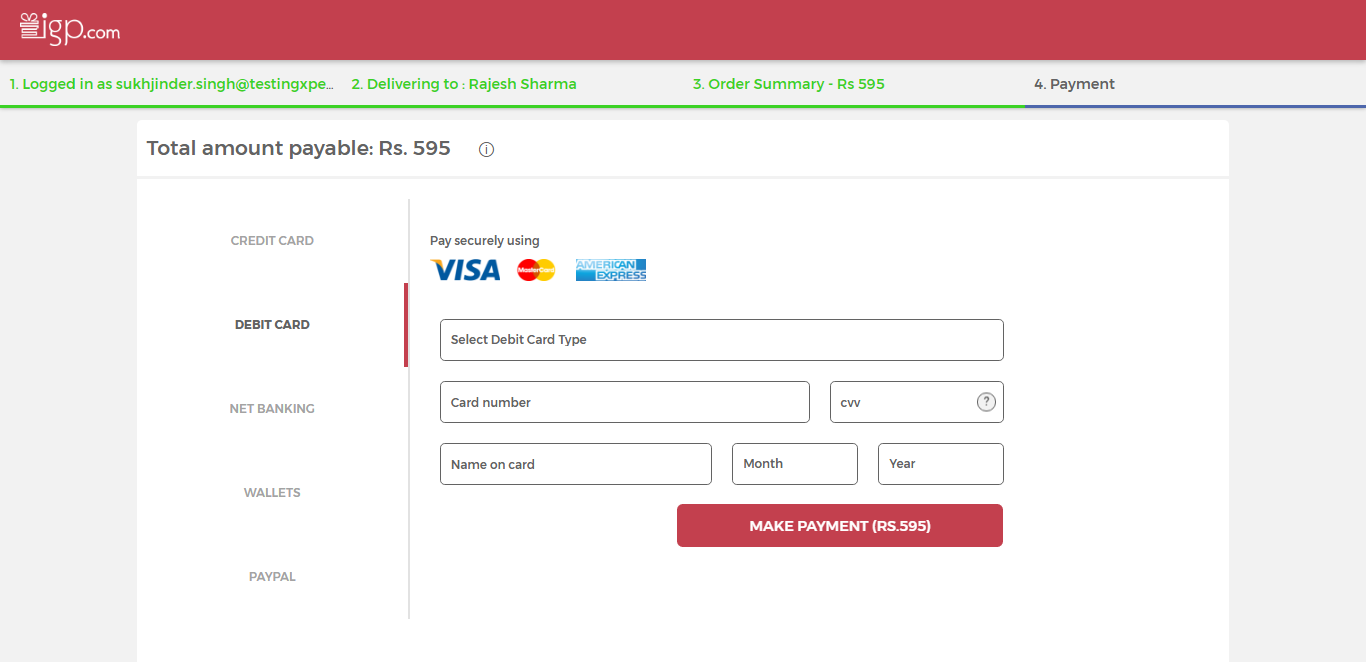 igp.com
1. Logged in as sukhjinder.singh@testingxpe... 2. Delivering to : Rajesh Sharma 3. Order Summary - Rs 595 4. Payment
Total amount payable: Rs. 595 i
CREDIT CARD
DEBIT CARD
NET BANKING
WALLETS
PAYPAL
Pay securely using
VISA MasterCard AMERICAN EXPRESS
Select Debit Card Type
Card number cvv ?
Name on card Month Year
MAKE PAYMENT (RS.595)